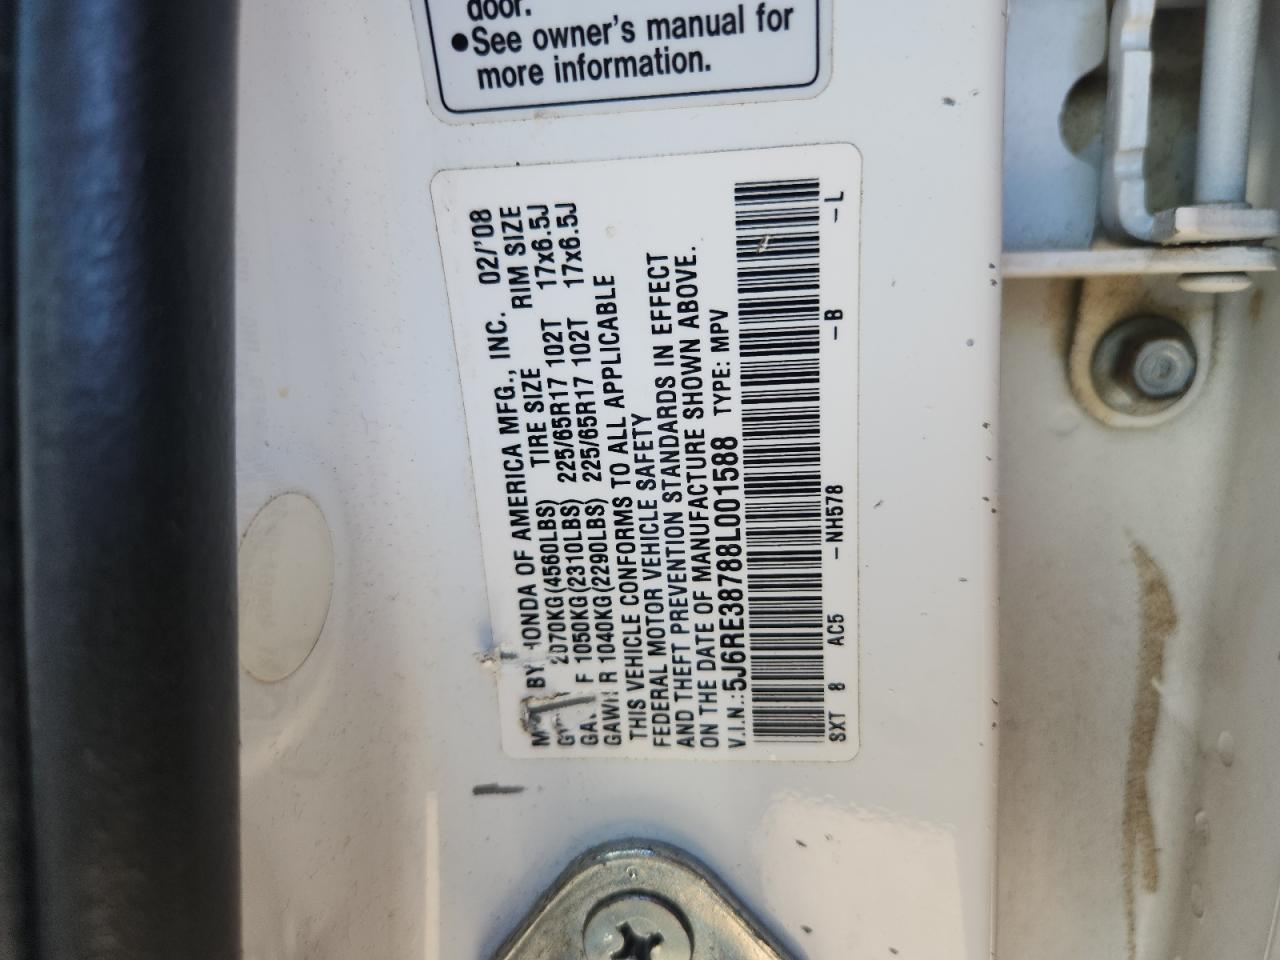 door.
●See owner's manual for
more information.
BY HONDA OF AMERICA MFG., INC. 02/'08
2070KG(4560LBS) TIRE SIZE RIM SIZE
F 1050KG(2310LBS) 225/65R17 102T 17x6.5J
GAWR R 1040KG(2290LBS) 225/65R17 102T 17x6.5J
THIS VEHICLE CONFORMS TO ALL APPLICABLE
FEDERAL MOTOR VEHICLE SAFETY
AND THEFT PREVENTION STANDARDS IN EFFECT
ON THE DATE OF MANUFACTURE SHOWN ABOVE.
V.I.N.:5J6RE38788L001588 TYPE: MPV
SXT 8 AC5 -NH578 -B -L